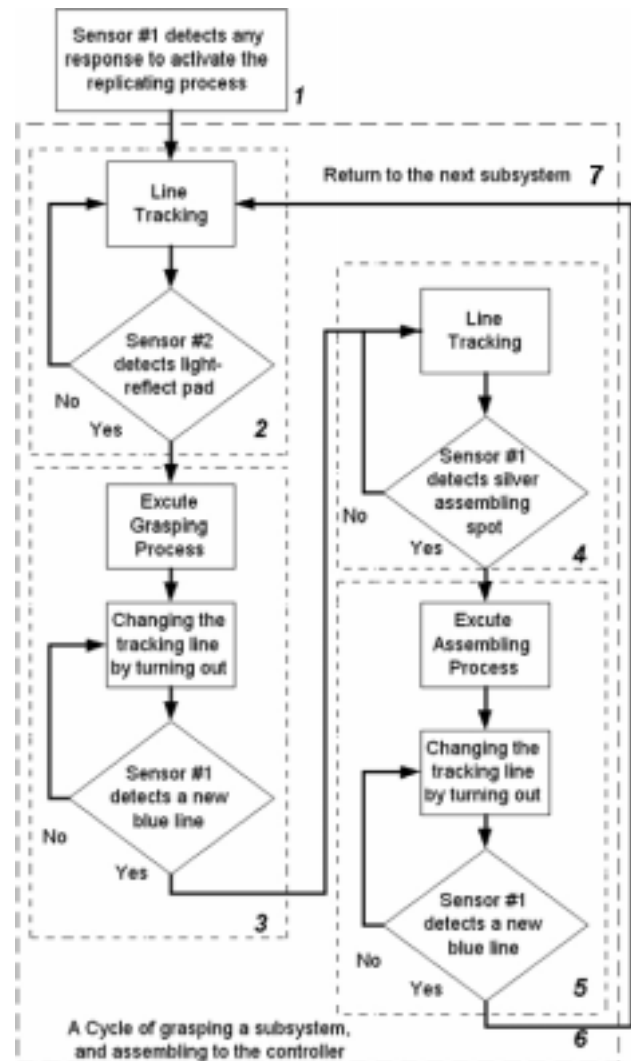 Sensor #1 detects any
response to activate the
replicating process
1
Line
Tracking
Sensor #2
detects light-
reflect pad
No
Yes
2
Excute
Grasping
Process
Changing the
tracking line
by turning out
Sensor #1
detects a new
blue line
No
Yes
3
Return to the next subsystem 7
Line
Tracking
Sensor #1
detects silver
assembling
spot
No
Yes
4
Excute
Assembling
Process
Changing the
tracking line
by turning out
Sensor #1
detects a new
blue line
No
Yes
5
6
A Cycle of grasping a subsystem,
and assembling to the controller